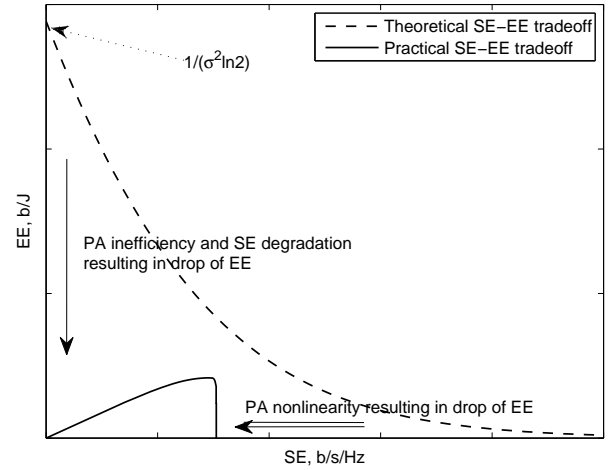 Theoretical SE−EE tradeoff
Practical SE−EE tradeoff
1/(σ²ln2)
EE, b/J
PA inefficiency and SE degradation
resulting in drop of EE
PA nonlinearity resulting in drop of EE
SE, b/s/Hz